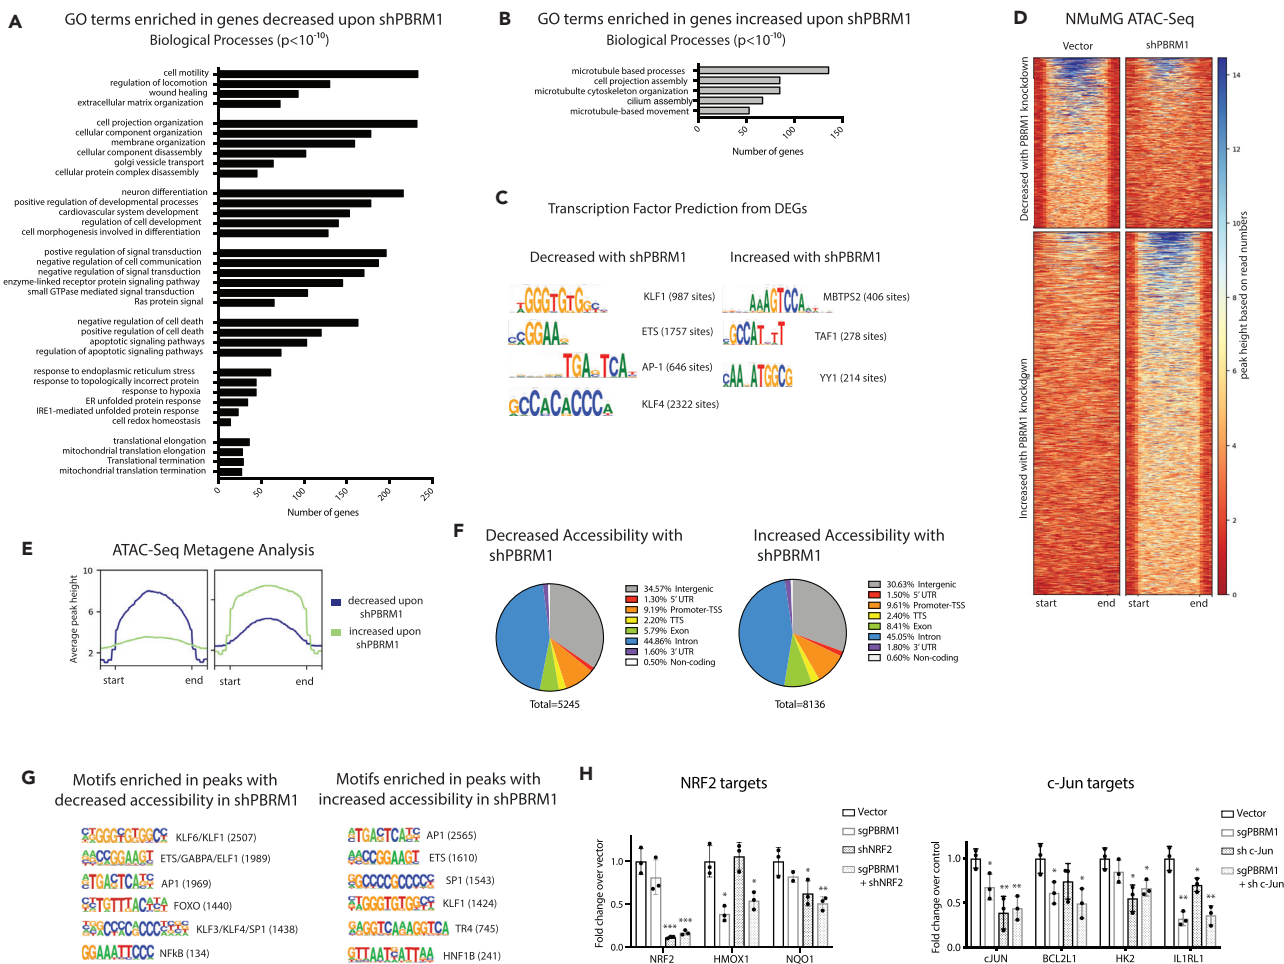 A
GO terms enriched in genes decreased upon shPBRM1
Biological Processes (p<10⁻¹⁰)
cell motility
regulation of locomotion
wound healing
extracellular matrix organization
cell projection organization
cellular component organization
membrane organization
cellular component disassembly
golgi vessicle transport
cellular protein complex disassembly
neuron differentiation
positive regulation of developmental processes
cardiovascular system development
regulation of cell development
cell morphogenesis involved in differentiation
postive regulation of signal transduction
negative regulation of cell communication
negative regulation of signal transduction
enzyme-linked receptor protein signaling pathway
small GTPase mediated signal transduction
Ras protein signal
negative regulation of cell death
positive regulation of cell death
apoptotic signaling pathways
regulation of apoptotic signaling pathways
response to endoplasmic reticulum stress
response to topologically incorrect protein
response to hypoxia
ER unfolded protein response
IRE1-mediated unfolded protein response
cell redox homeostasis
translational elongation
mitochondrial translation elongation
Translational termination
mitochondrial translation termination
0 50 100 150 200 250
Number of genes
B
GO terms enriched in genes increased upon shPBRM1
Biological Processes (p<10⁻¹⁰)
microtubule based processes
cell projection assembly
microtubulte cytoskeleton organization
cilium assembly
microtubule-based movement
0 50 100 150
Number of genes
C
Transcription Factor Prediction from DEGs
Decreased with shPBRM1
KLF1 (987 sites)
ETS (1757 sites)
AP-1 (646 sites)
KLF4 (2322 sites)
Increased with shPBRM1
MBTPS2 (406 sites)
TAF1 (278 sites)
YY1 (214 sites)
D
NMuMG ATAC-Seq
Vector shPBRM1
Decreased with PBRM1 knockdown
Increased with PBRM1 knockdown
start end start end
14
12
10
8
6
4
2
0
peak height based on read numbers
E
ATAC-Seq Metagene Analysis
Average peak height
10
6
2
start end start end
decreased upon
shPBRM1
increased upon
shPBRM1
F
Decreased Accessibility with
shPBRM1
34.57% Intergenic
1.30% 5' UTR
9.19% Promoter-TSS
2.20% TTS
5.79% Exon
44.86% Intron
1.60% 3' UTR
0.50% Non-coding
Total=5245
Increased Accessibility with
shPBRM1
30.63% Intergenic
1.50% 5' UTR
9.61% Promoter-TSS
2.40% TTS
8.41% Exon
45.05% Intron
1.80% 3' UTR
0.60% Non-coding
Total=8136
G
Motifs enriched in peaks with
decreased accessibility in shPBRM1
KLF6/KLF1 (2507)
ETS/GABPA/ELF1 (1989)
AP1 (1969)
FOXO (1440)
KLF3/KLF4/SP1 (1438)
GGAAATTCCC NFkB (134)
Motifs enriched in peaks with
increased accessibility in shPBRM1
AP1 (2565)
ETS (1610)
SP1 (1543)
KLF1 (1424)
TR4 (745)
HNF1B (241)
H
NRF2 targets
Fold change over vector
1.0
0.5
0.0
*** ***
* *
* **
NRF2 HMOX1 NQO1
Vector
sgPBRM1
shNRF2
sgPBRM1
+ shNRF2
c-Jun targets
Fold change over control
1.0
0.5
0.0
* ** **
* *
* *
** * **
cJUN BCL2L1 HK2 IL1RL1
Vector
sgPBRM1
sh c-Jun
sgPBRM1
+ sh c-Jun